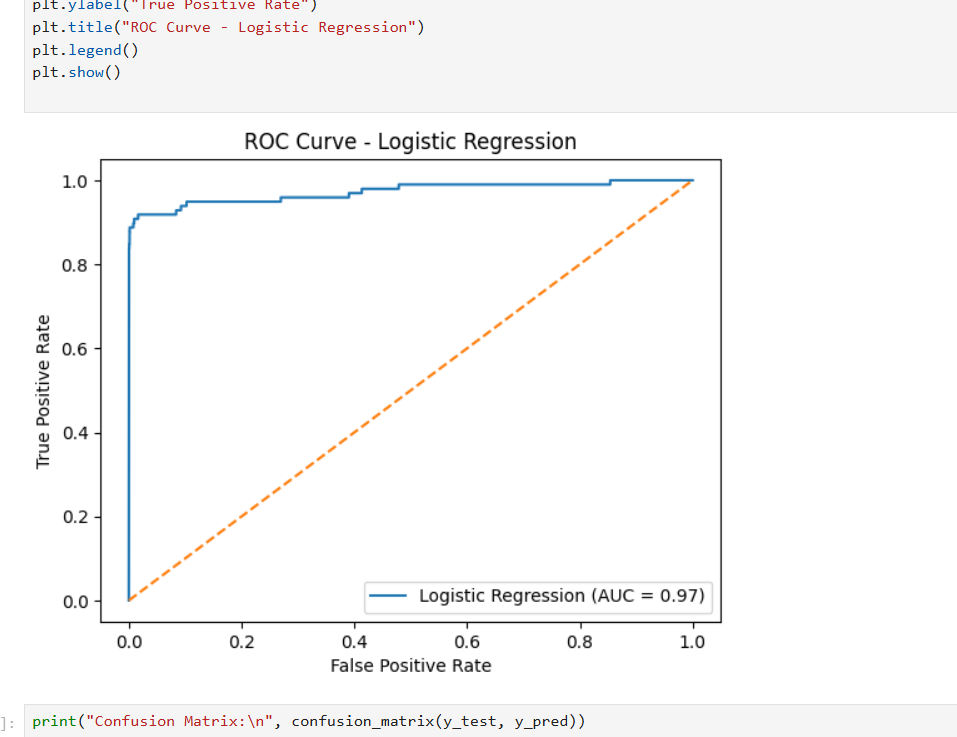 plt.ylabel("True Positive Rate")
plt.title("ROC Curve - Logistic Regression")
plt.legend()
plt.show()
ROC Curve - Logistic Regression
1.0
0.8
0.6
0.4
0.2
0.0
True Positive Rate
Logistic Regression (AUC = 0.97)
0.0 0.2 0.4 0.6 0.8 1.0
False Positive Rate
]: print("Confusion Matrix:\n", confusion_matrix(y_test, y_pred))